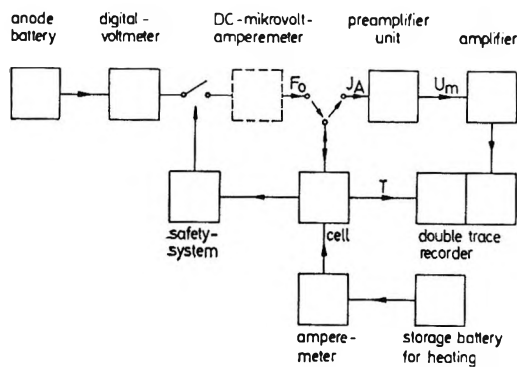 anode
battery
digital-
voltmeter
DC-mikrovolt-
amperemeter
preamplifier
unit
amplifier
Fo
JA
Um
T
safety-
system
cell
double trace
recorder
ampere-
meter
storage battery
for heating